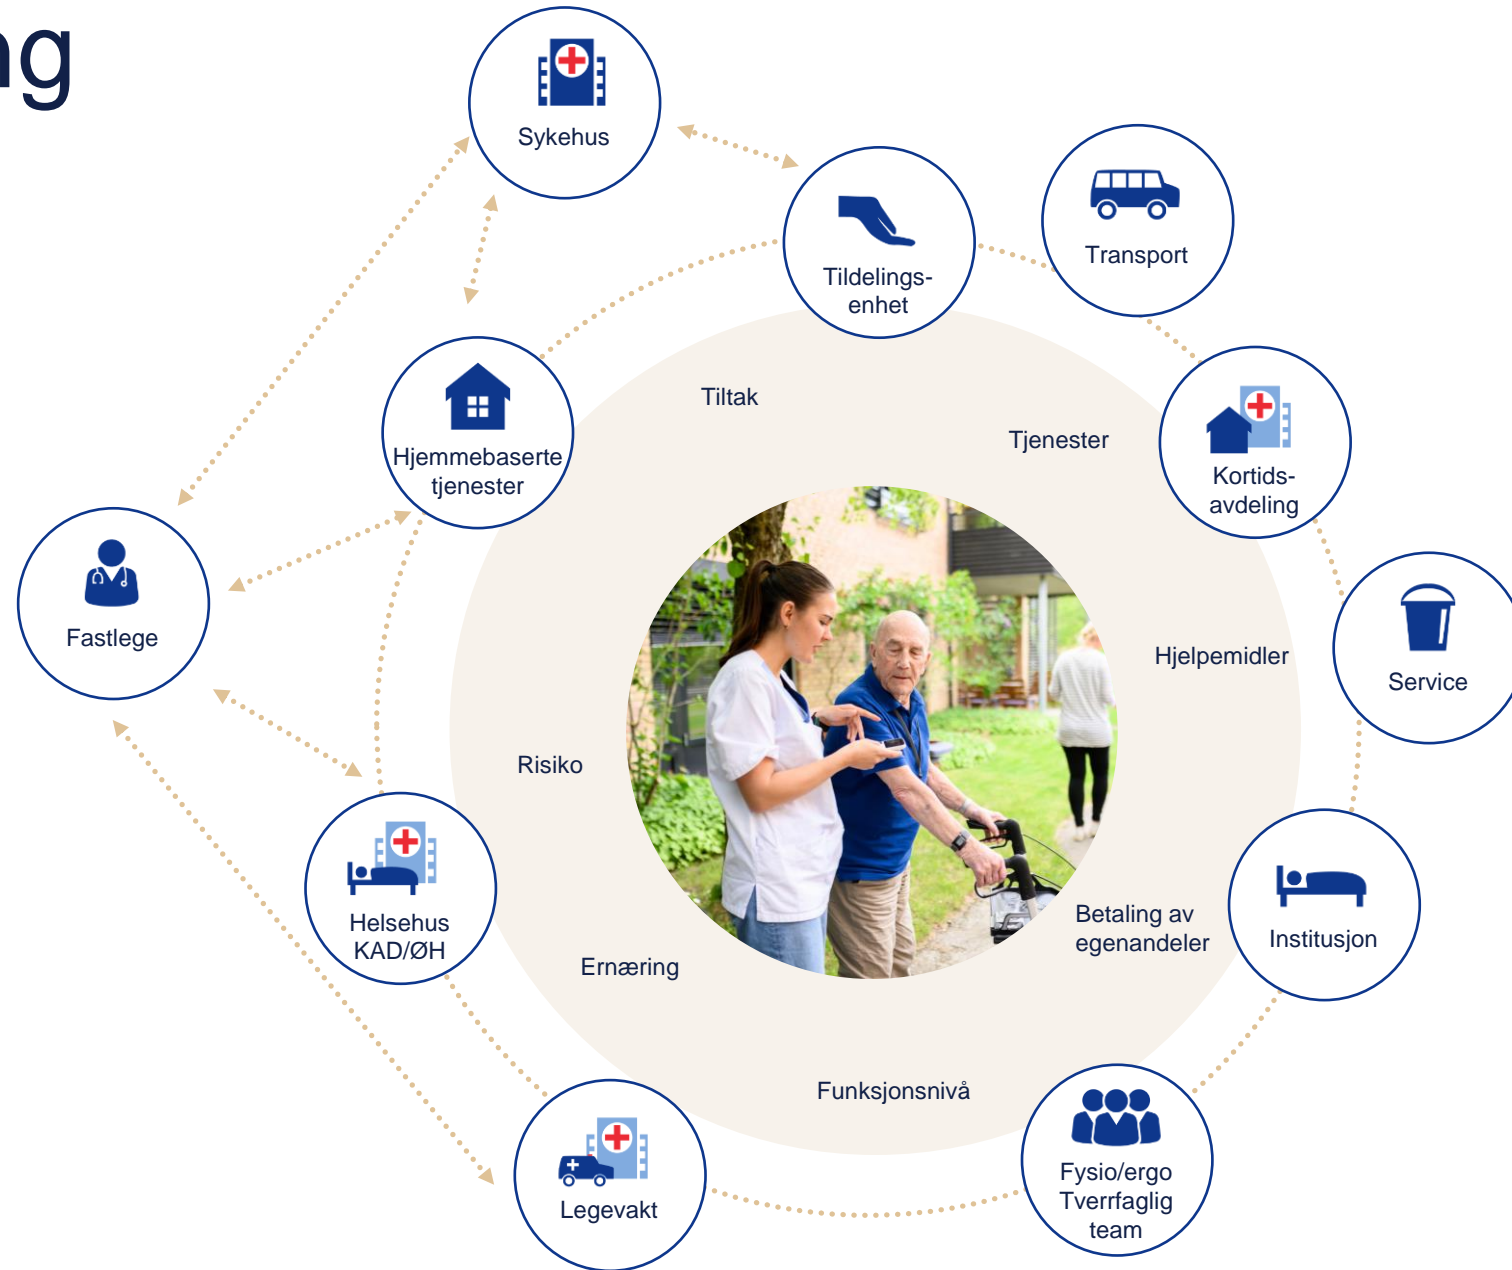 ng
Sykehus
Transport
Tildelings-
enhet
Tiltak
Tjenester
Hjemmebaserte
tjenester
Kortids-
avdeling
Fastlege
Hjelpemidler
Service
Risiko
Helsehus
KAD/ØH
Betaling av
egenandeler
Institusjon
Ernæring
Funksjonsnivå
Fysio/ergo
Tverrfaglig
team
Legevakt